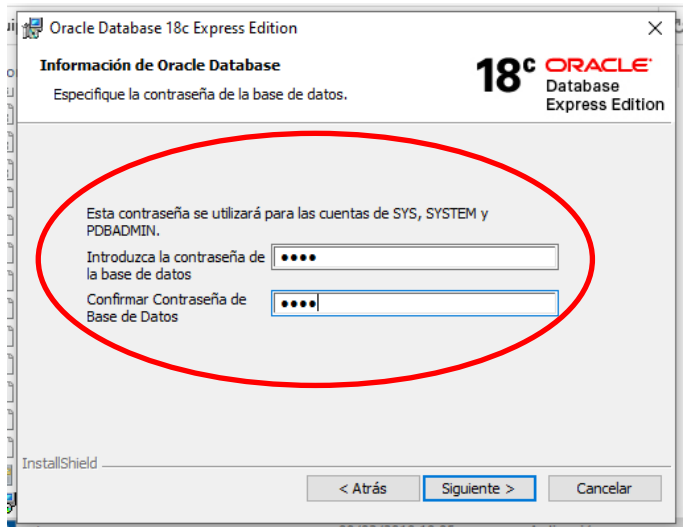 Oracle Database 18c Express Edition
Información de Oracle Database
Especifique la contraseña de la base de datos.
18c ORACLE
Database
Express Edition
Esta contraseña se utilizará para las cuentas de SYS, SYSTEM y
PDBADMIN.
Introduzca la contraseña de
la base de datos
••••
Confirmar Contraseña de
Base de Datos
••••
InstallShield
< Atrás
Siguiente >
Cancelar